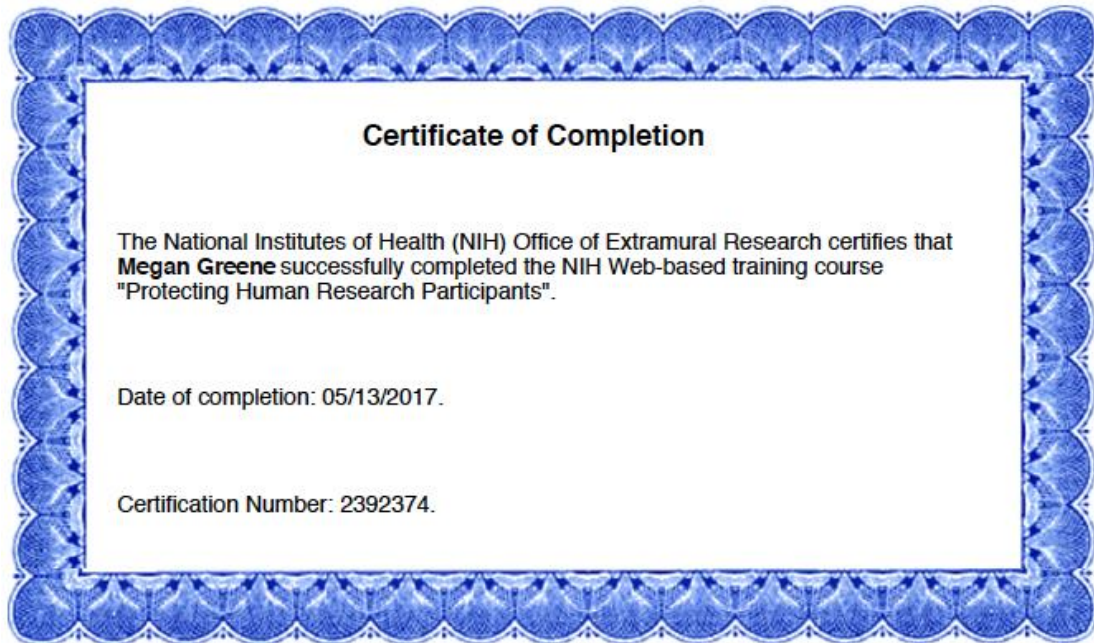 Certificate of Completion
The National Institutes of Health (NIH) Office of Extramural Research certifies that
Megan Greene successfully completed the NIH Web-based training course
"Protecting Human Research Participants".
Date of completion: 05/13/2017.
Certification Number: 2392374.